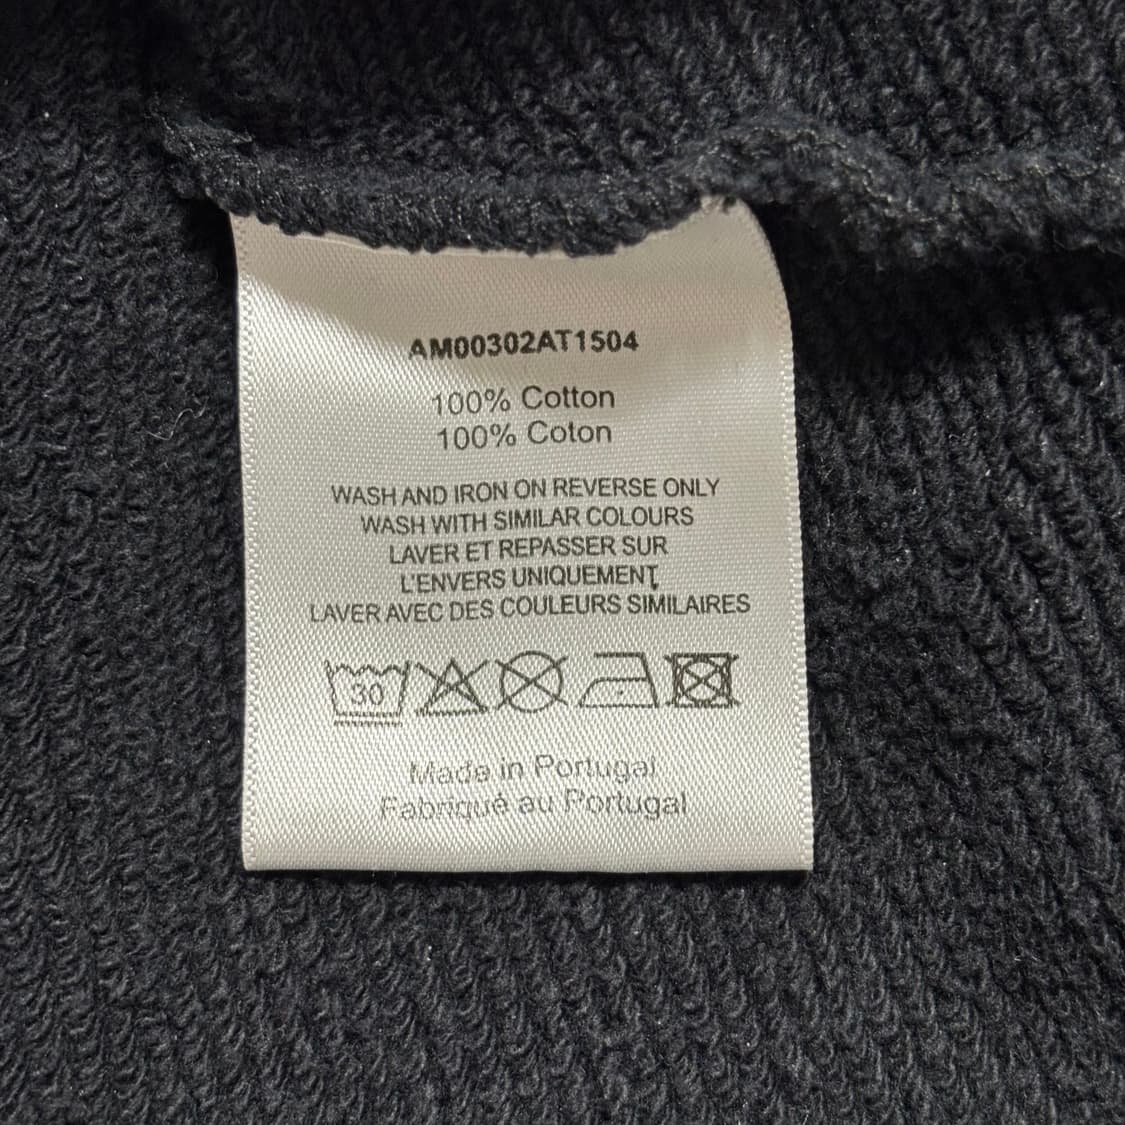 AM00302AT1504
100% Cotton
100% Coton
WASH AND IRON ON REVERSE ONLY
WASH WITH SIMILAR COLOURS
LAVER ET REPASSER SUR
L'ENVERS UNIQUEMENT
LAVER AVEC DES COULEURS SIMILAIRES
30
Made in Portugal
Fabriqué au Portugal